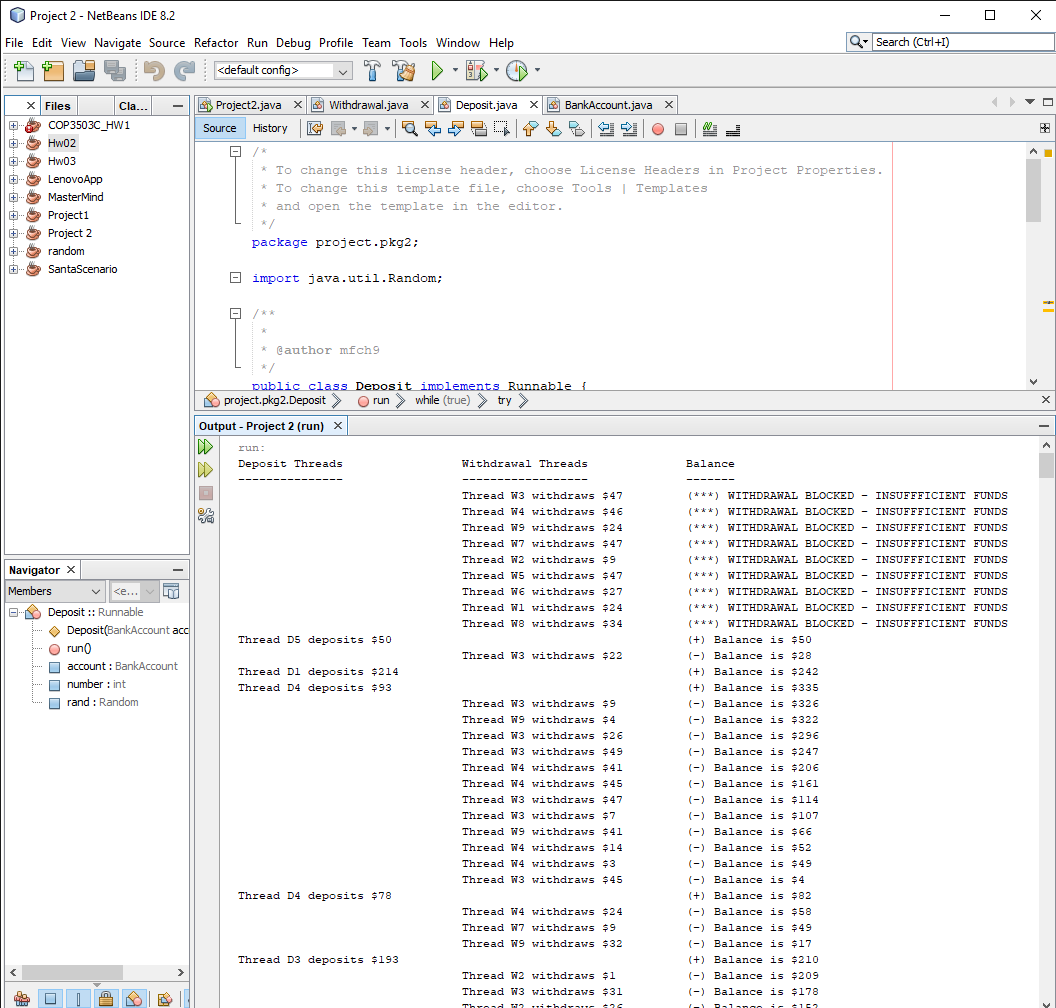 Project 2 - NetBeans IDE 8.2
File Edit View Navigate Source Refactor Run Debug Profile Team Tools Window Help
Search (Ctrl+I)
<default config>
Files Cla...
COP3503C_HW1
Hw02
Hw03
LenovoApp
MasterMind
Project1
Project 2
random
SantaScenario
Project2.java Withdrawal.java Deposit.java BankAccount.java
Source History
/*
* To change this license header, choose License Headers in Project Properties.
* To change this template file, choose Tools | Templates
* and open the template in the editor.
*/
package project.pkg2;
import java.util.Random;
/**
*
* @author mfch9
*/
public class Deposit implements Runnable {
project.pkg2.Deposit run while (true) try
Navigator
Members <e...
Deposit :: Runnable
Deposit(BankAccount acc
run()
account : BankAccount
number : int
rand : Random
Output - Project 2 (run)
run:
Deposit Threads Withdrawal Threads Balance
--------------- ------------------ -------
Thread W3 withdraws $47 (***) WITHDRAWAL BLOCKED - INSUFFFICIENT FUNDS
Thread W4 withdraws $46 (***) WITHDRAWAL BLOCKED - INSUFFFICIENT FUNDS
Thread W9 withdraws $24 (***) WITHDRAWAL BLOCKED - INSUFFFICIENT FUNDS
Thread W7 withdraws $47 (***) WITHDRAWAL BLOCKED - INSUFFFICIENT FUNDS
Thread W2 withdraws $9 (***) WITHDRAWAL BLOCKED - INSUFFFICIENT FUNDS
Thread W5 withdraws $47 (***) WITHDRAWAL BLOCKED - INSUFFFICIENT FUNDS
Thread W6 withdraws $27 (***) WITHDRAWAL BLOCKED - INSUFFFICIENT FUNDS
Thread W1 withdraws $24 (***) WITHDRAWAL BLOCKED - INSUFFFICIENT FUNDS
Thread W8 withdraws $34 (***) WITHDRAWAL BLOCKED - INSUFFFICIENT FUNDS
Thread D5 deposits $50 (+) Balance is $50
Thread W3 withdraws $22 (-) Balance is $28
Thread D1 deposits $214 (+) Balance is $242
Thread D4 deposits $93 (+) Balance is $335
Thread W3 withdraws $9 (-) Balance is $326
Thread W9 withdraws $4 (-) Balance is $322
Thread W3 withdraws $26 (-) Balance is $296
Thread W3 withdraws $49 (-) Balance is $247
Thread W4 withdraws $41 (-) Balance is $206
Thread W4 withdraws $45 (-) Balance is $161
Thread W3 withdraws $47 (-) Balance is $114
Thread W3 withdraws $7 (-) Balance is $107
Thread W9 withdraws $41 (-) Balance is $66
Thread W4 withdraws $14 (-) Balance is $52
Thread W4 withdraws $3 (-) Balance is $49
Thread W3 withdraws $45 (-) Balance is $4
Thread D4 deposits $78 (+) Balance is $82
Thread W4 withdraws $24 (-) Balance is $58
Thread W7 withdraws $9 (-) Balance is $49
Thread W9 withdraws $32 (-) Balance is $17
Thread D3 deposits $193 (+) Balance is $210
Thread W2 withdraws $1 (-) Balance is $209
Thread W3 withdraws $31 (-) Balance is $178
Thread W2 withdraws $26 (-) Balance is $152